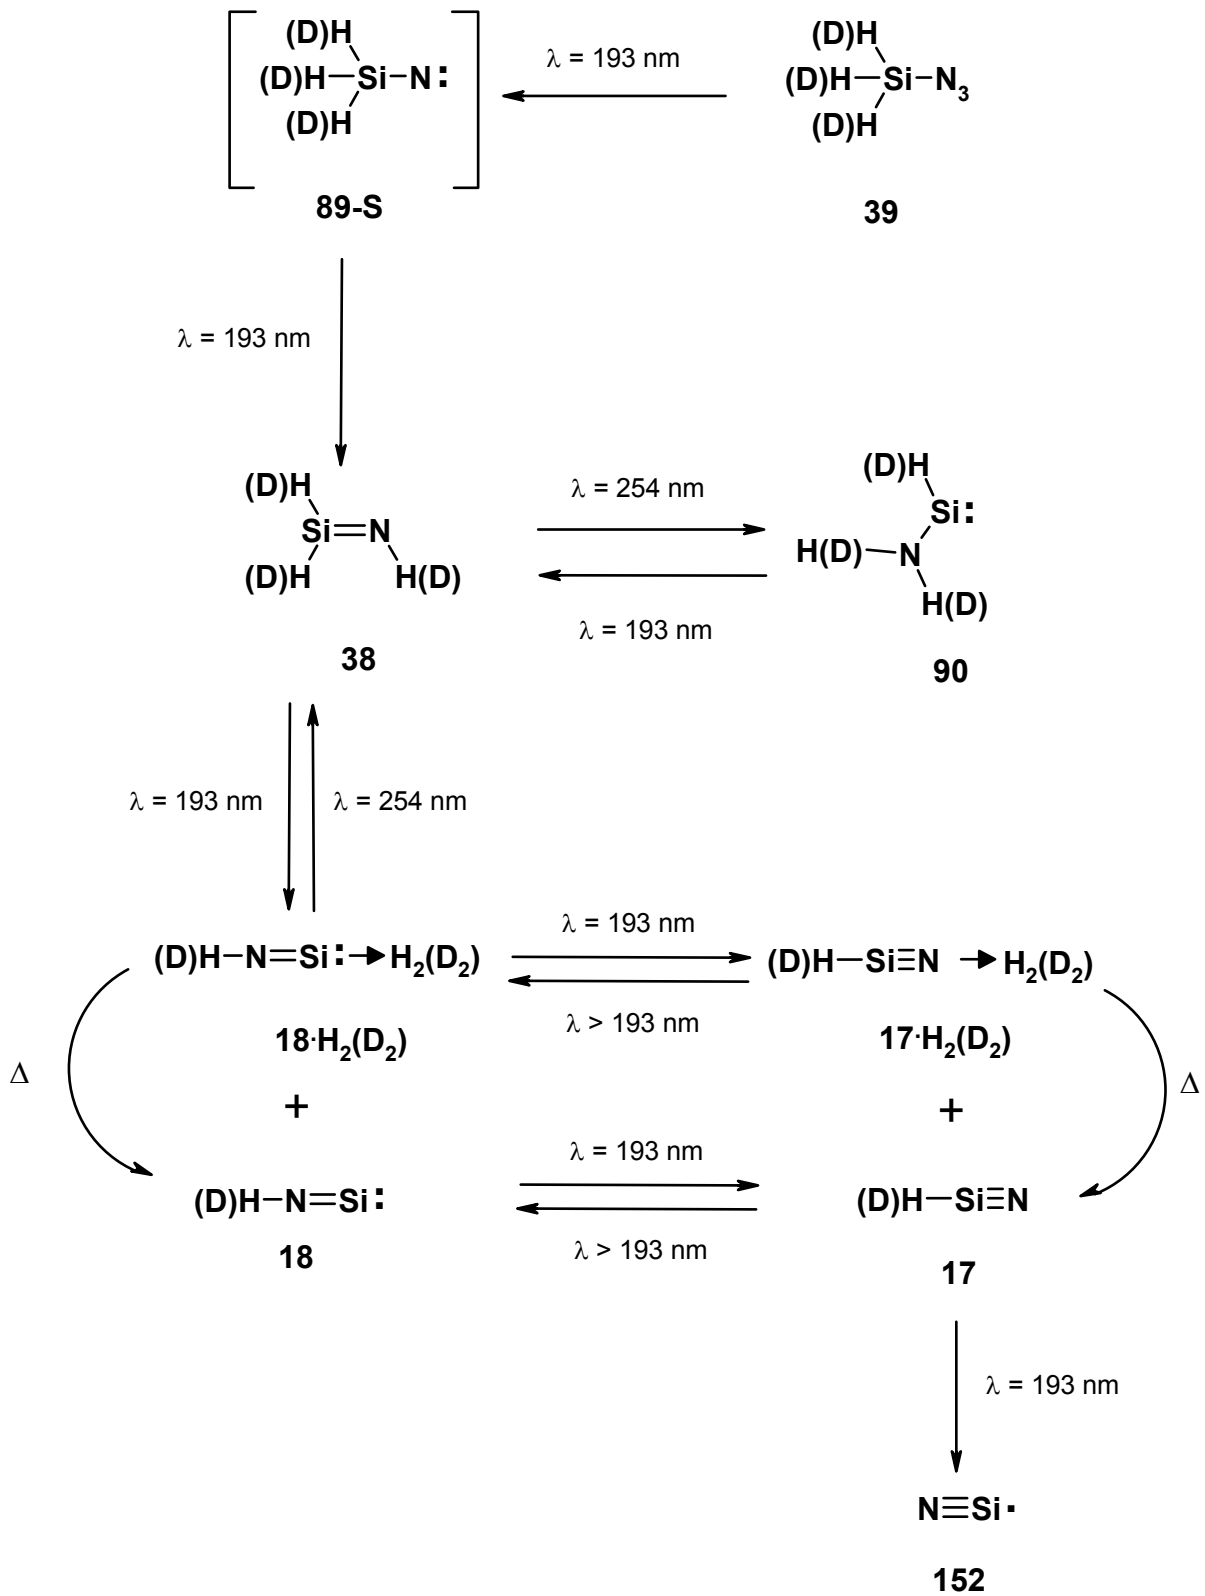 (D)H
(D)H–Si–N:
(D)H
89-S
λ = 193 nm
(D)H
(D)H–Si–N₃
(D)H
39
λ = 193 nm
(D)H
Si=N
(D)H
H(D)
38
λ = 254 nm
λ = 193 nm
(D)H
Si:
H(D)–N
H(D)
90
λ = 193 nm
λ = 254 nm
(D)H–N=Si:→H₂(D₂)
λ = 193 nm
λ > 193 nm
(D)H–Si≡N →H₂(D₂)
18·H₂(D₂)
17·H₂(D₂)
Δ
+
+
Δ
(D)H–N=Si:
18
λ = 193 nm
λ > 193 nm
(D)H–Si≡N
17
λ = 193 nm
N≡Si·
152